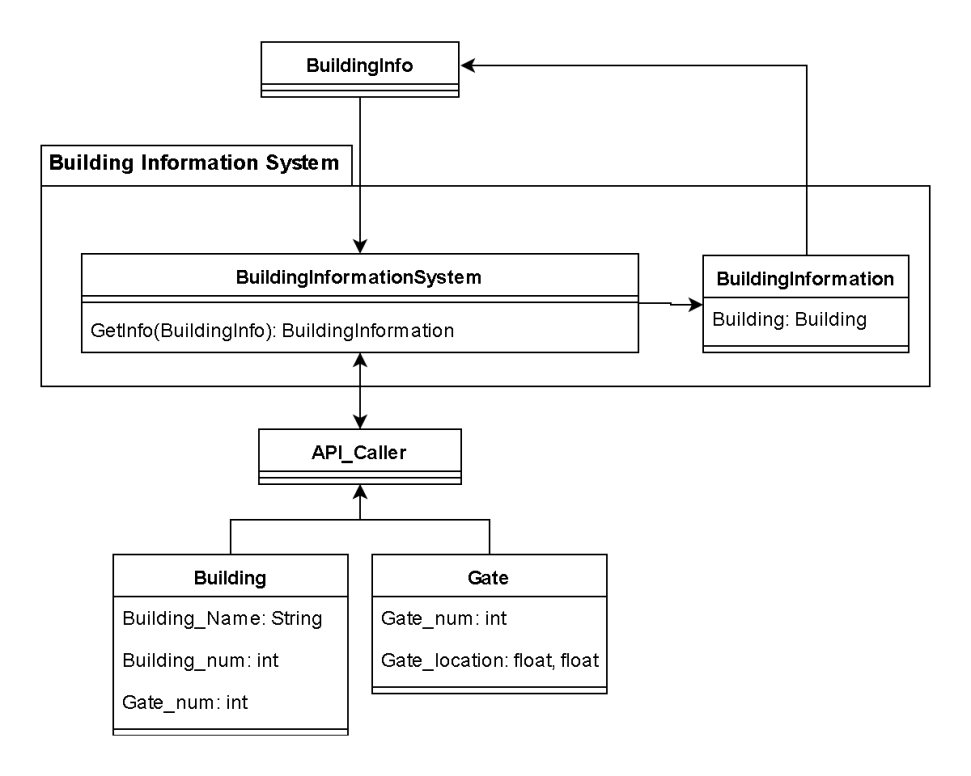 BuildingInfo
Building Information System
BuildingInformationSystem
GetInfo(BuildingInfo): BuildingInformation
BuildingInformation
Building: Building
API_Caller
Building
Building_Name: String
Building_num: int
Gate_num: int
Gate
Gate_num: int
Gate_location: float, float